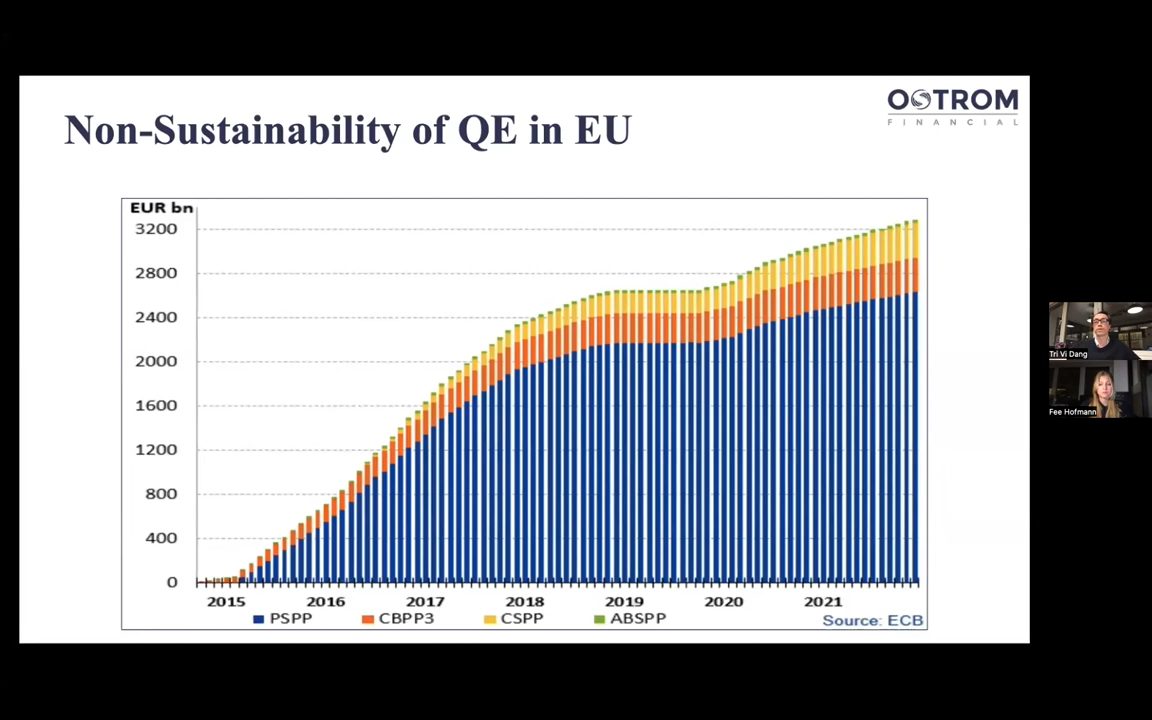 OSTROM
FINANCIAL
Non-Sustainability of QE in EU
EUR bn
3200
2800
2400
2000
1600
1200
800
400
0
2015 2016 2017 2018 2019 2020 2021
PSPP CBPP3 CSPP ABSPP
Source: ECB
Tri Vi Dang
Fee Hofmann